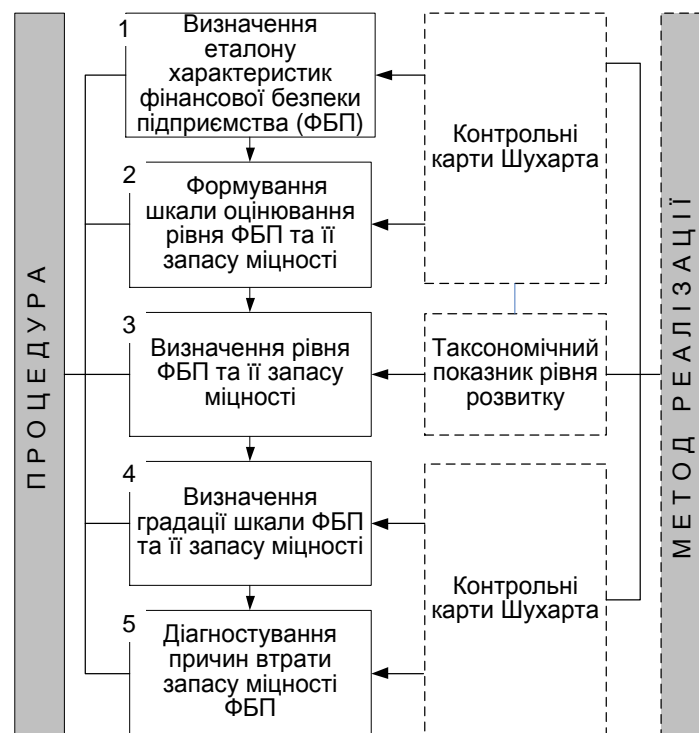 ПРОЦЕДУРА
1
Визначення
еталону
характеристик
фінансової безпеки
підприємства (ФБП)
2
Формування
шкали оцінювання
рівня ФБП та її
запасу міцності
3
Визначення рівня
ФБП та її запасу
міцності
4
Визначення
градації шкали ФБП
та її запасу міцності
5
Діагностування
причин втрати
запасу міцності
ФБП
Контрольні
карти Шухарта
Таксономічний
показник рівня
розвитку
Контрольні
карти Шухарта
МЕТОД РЕАЛІЗАЦІЇ